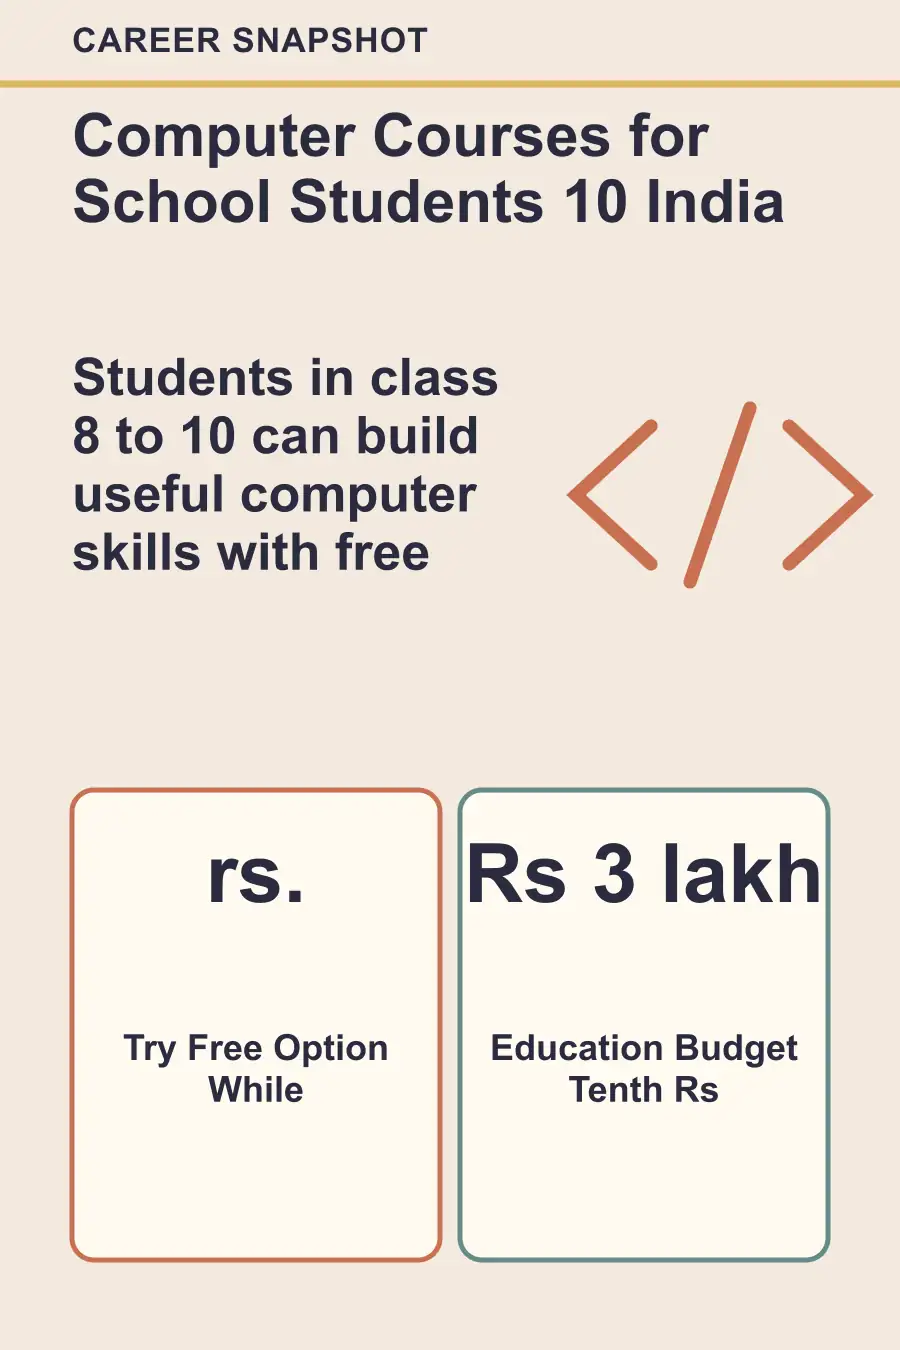 CAREER SNAPSHOT
Computer Courses for
School Students 10 India
Students in class
8 to 10 can build
useful computer
skills with free
rs.
Try Free Option
While
Rs 3 lakh
Education Budget
Tenth Rs